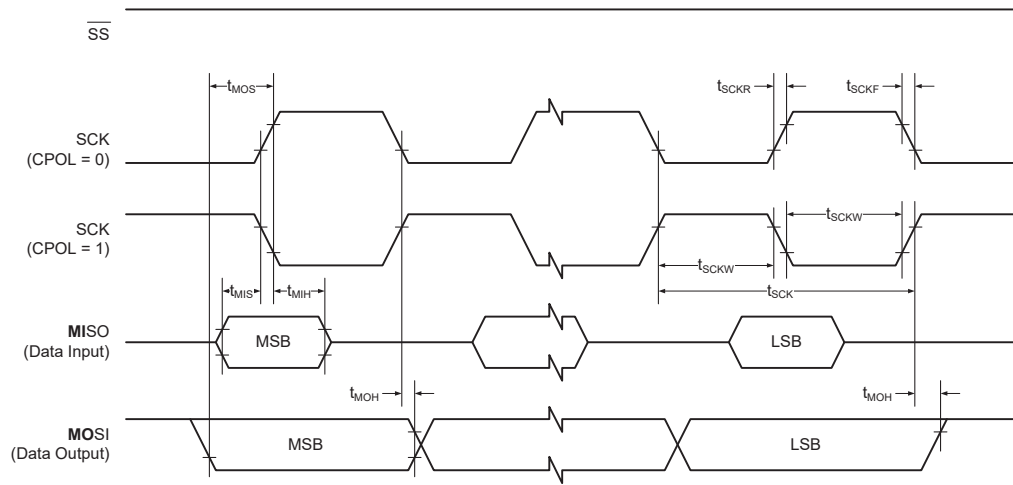 SS
tMOS
tSCKR
tSCKF
SCK
(CPOL = 0)
SCK
(CPOL = 1)
tSCKW
tSCKW
tSCK
tMIS
tMIH
MISO
(Data Input)
MSB
LSB
tMOH
tMOH
MOSI
(Data Output)
MSB
LSB